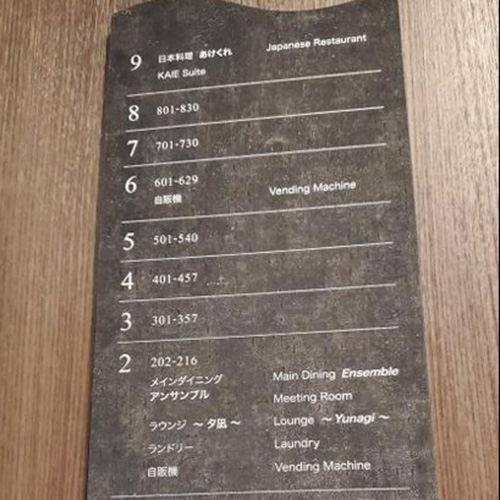 9 日本料理 あけくれ Japanese Restaurant
KAIE Suite
8 801-830
7 701-730
6 601-629
自販機 Vending Machine
5 501-540
4 401-457
3 301-357
2 202-216
メインダイニング Main Dining Ensemble
アンサンブル Meeting Room
ラウンジ ～夕凪～ Lounge ～Yunagi～
ランドリー Laundry
自販機 Vending Machine